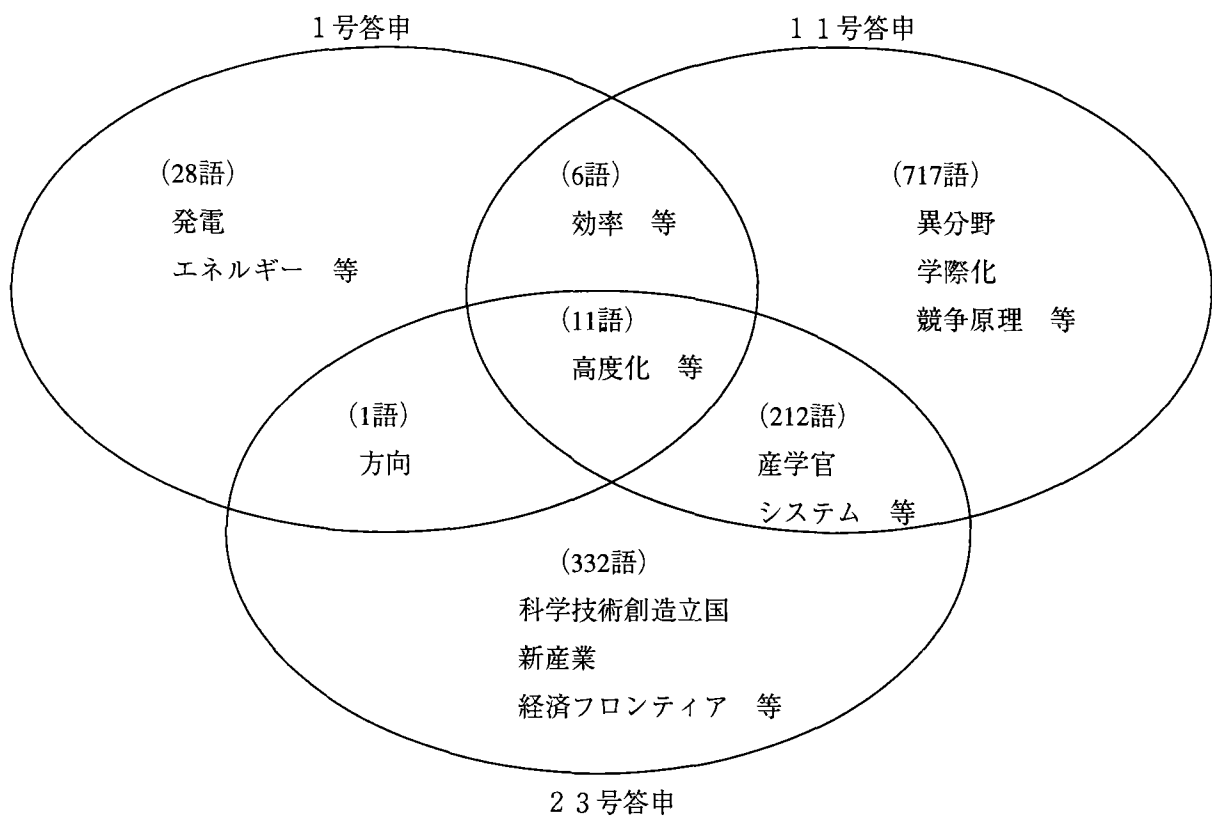 1号答申
11号答申
(28語)
発電
エネルギー 等
(6語)
効率 等
(717語)
異分野
学際化
競争原理 等
(11語)
高度化 等
(1語)
方向
(212語)
産学官
システム 等
(332語)
科学技術創造立国
新産業
経済フロンティア 等
23号答申